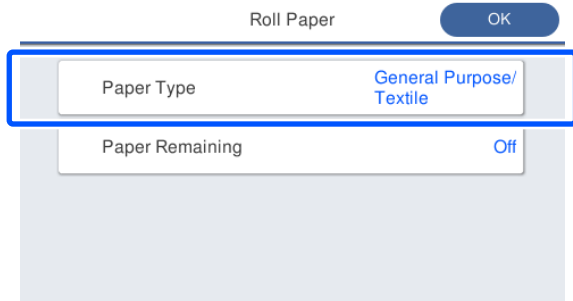 Roll Paper
OK
Paper Type
General Purpose/
Textile
Paper Remaining
Off